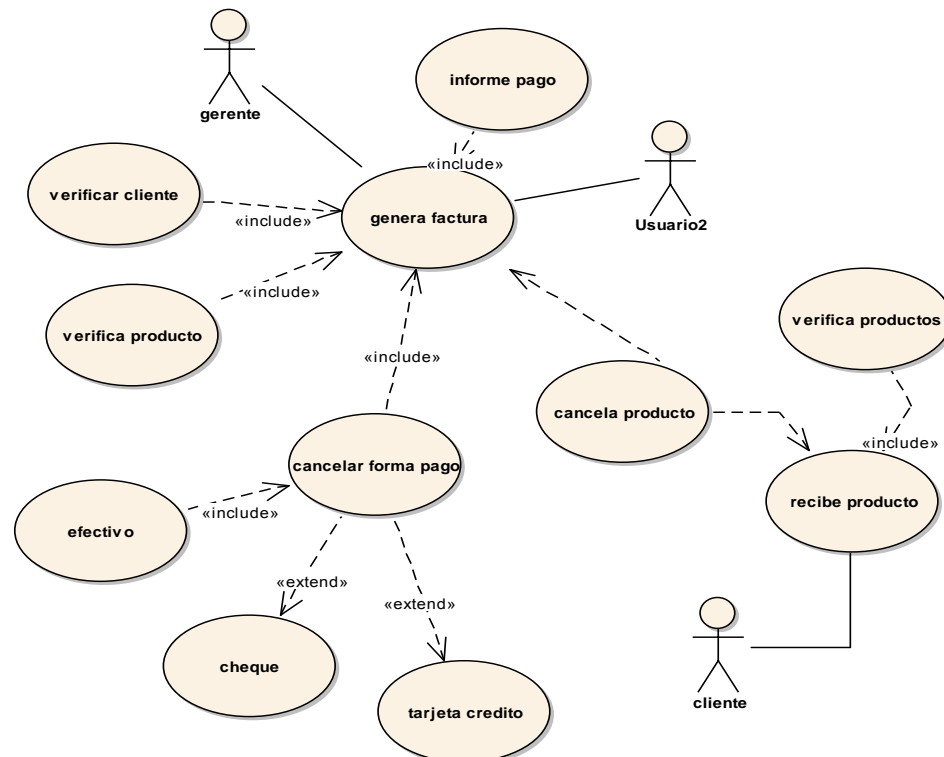 informe pago
gerente
«include»
verificar cliente
«include»
genera factura
Usuario2
«include»
verifica producto
verifica productos
«include»
cancela producto
«include»
cancelar forma pago
recibe producto
efectivo
«include»
«extend»
«extend»
cheque
cliente
tarjeta credito